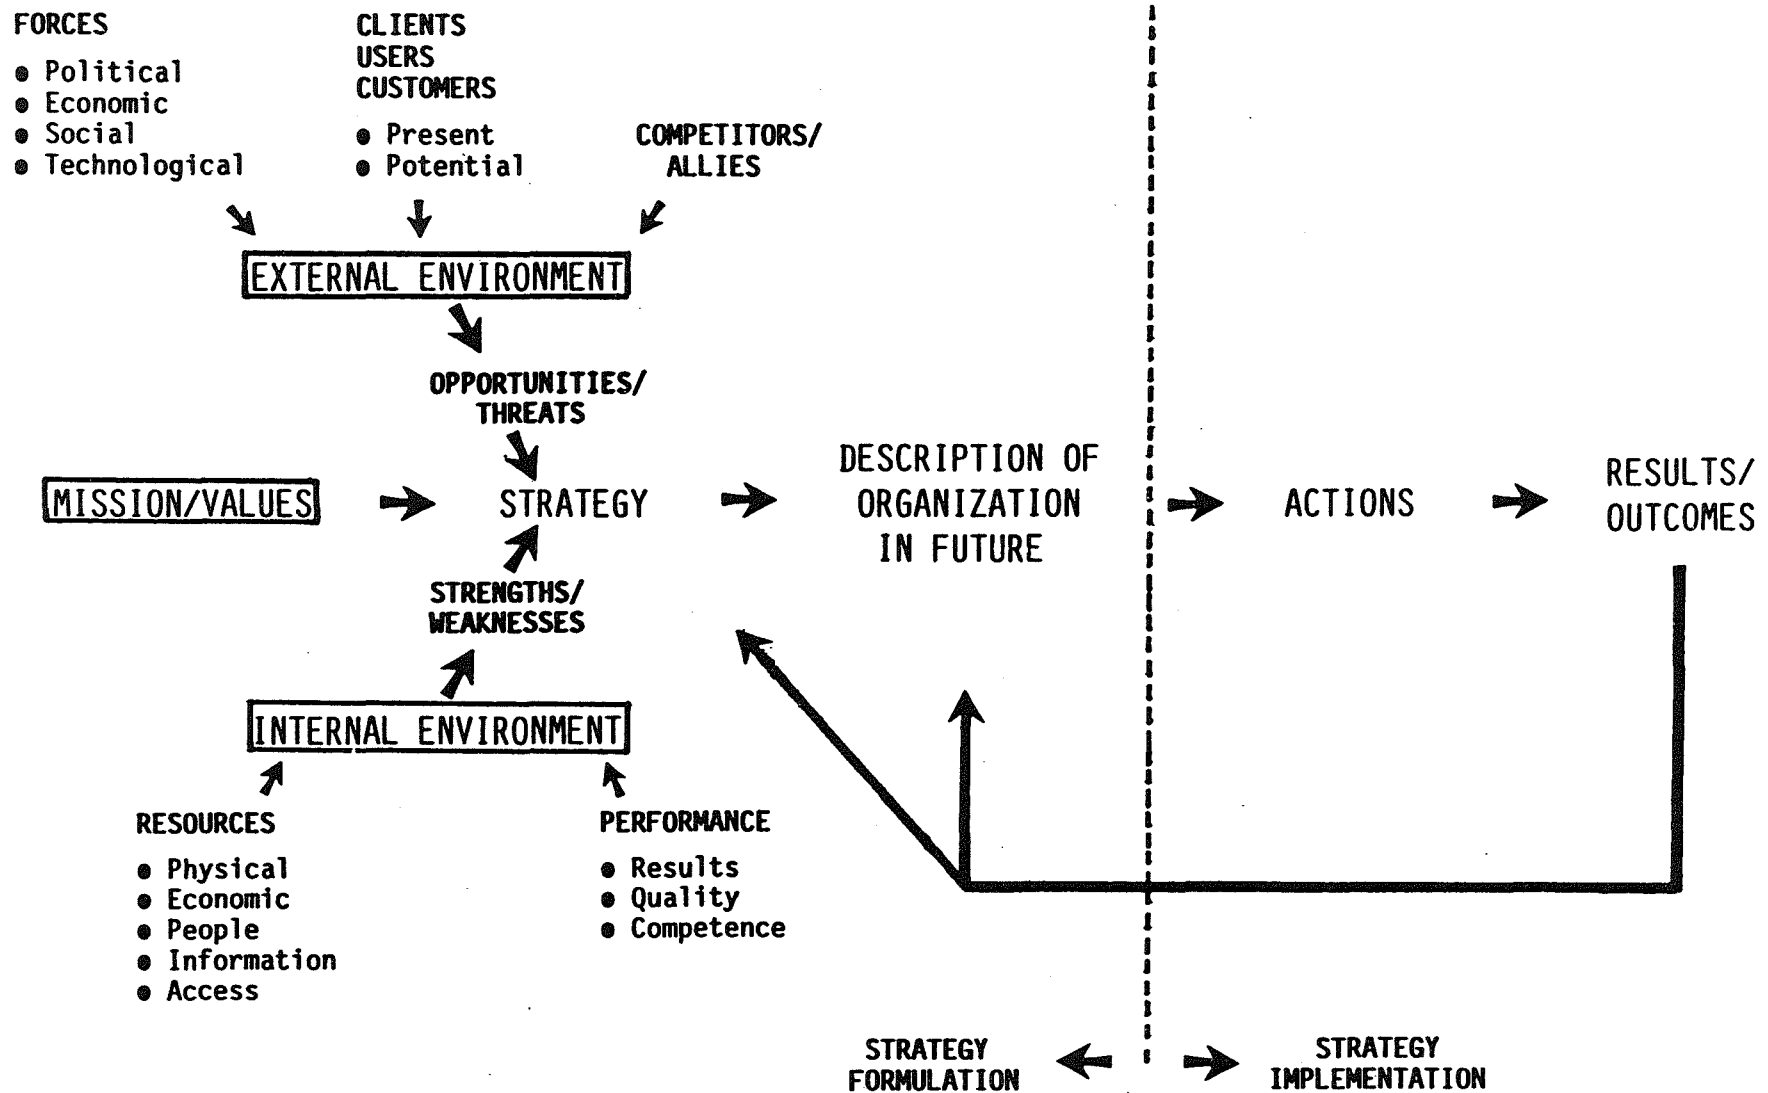 FORCES
● Political
● Economic
● Social
● Technological
CLIENTS
USERS
CUSTOMERS
● Present
● Potential
COMPETITORS/
ALLIES
EXTERNAL ENVIRONMENT
OPPORTUNITIES/
THREATS
MISSION/VALUES
STRATEGY
DESCRIPTION OF
ORGANIZATION
IN FUTURE
ACTIONS
RESULTS/
OUTCOMES
STRENGTHS/
WEAKNESSES
INTERNAL ENVIRONMENT
RESOURCES
● Physical
● Economic
● People
● Information
● Access
PERFORMANCE
● Results
● Quality
● Competence
STRATEGY
FORMULATION
STRATEGY
IMPLEMENTATION